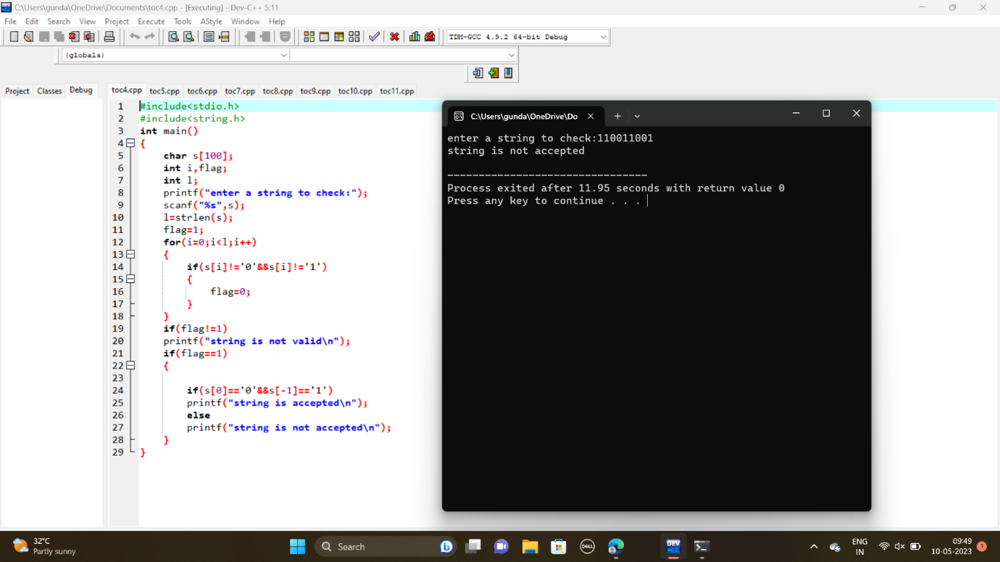 C:\Users\gunda\OneDrive\Documents\toc4.cpp - [Executing] - Dev-C++ 5.11
File Edit Search View Project Execute Tools AStyle Window Help
TDM-GCC 4.9.2 64-bit Debug
(globals)
Project Classes Debug
toc4.cpp toc5.cpp toc6.cpp toc7.cpp toc8.cpp toc9.cpp toc10.cpp toc11.cpp
1 #include<stdio.h>
2 #include<string.h>
3 int main()
4 {
5 char s[100];
6 int i,flag;
7 int l;
8 printf("enter a string to check:");
9 scanf("%s",s);
10 l=strlen(s);
11 flag=1;
12 for(i=0;i<l;i++)
13 {
14 if(s[i]!='0'&&s[i]!='1')
15 {
16 flag=0;
17 }
18 }
19 if(flag!=1)
20 printf("string is not valid\n");
21 if(flag==1)
22 {
23
24 if(s[0]=='0'&&s[-1]=='1')
25 printf("string is accepted\n");
26 else
27 printf("string is not accepted\n");
28 }
29 }
C:\Users\gunda\OneDrive\Do
enter a string to check:110011001
string is not accepted
--------------------------------
Process exited after 11.95 seconds with return value 0
Press any key to continue . . .
32°C
Partly sunny
Search
DELL
DEV
ENG
IN
09:49
10-05-2023
1